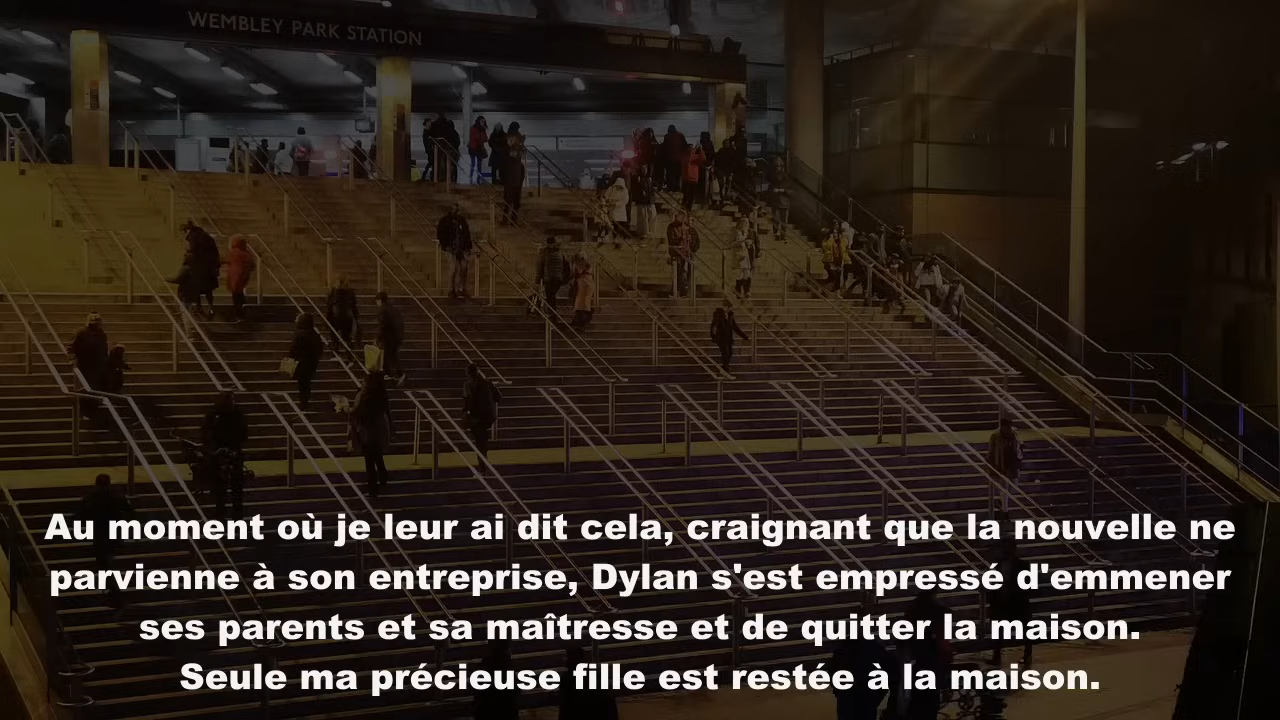 WEMBLEY PARK STATION
Au moment où je leur ai dit cela, craignant que la nouvelle ne
parvienne à son entreprise, Dylan s'est empressé d'emmener
ses parents et sa maîtresse et de quitter la maison.
Seule ma précieuse fille est restée à la maison.